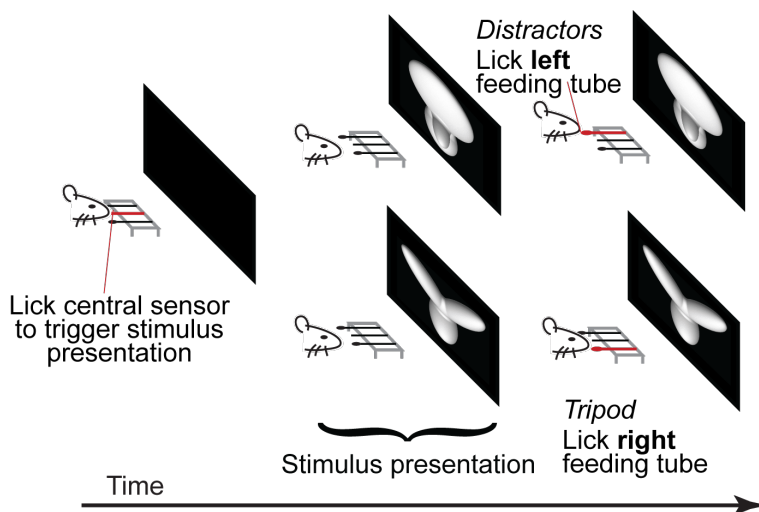 Distractors
Lick left
feeding tube
Lick central sensor
to trigger stimulus
presentation
Tripod
Lick right
feeding tube
Stimulus presentation
Time